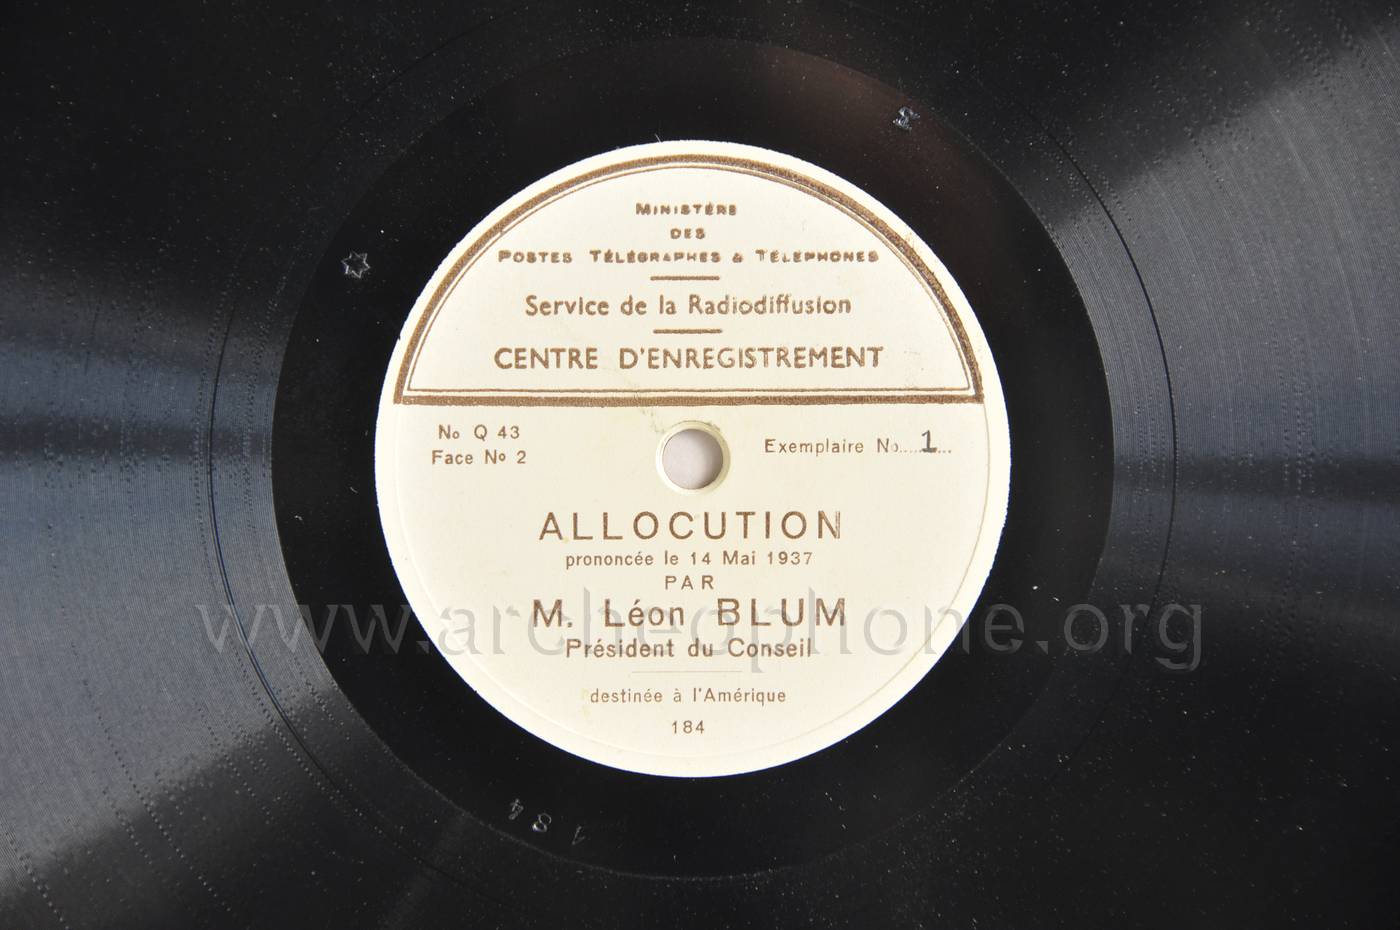 MINISTÈRE
DES
POSTES TÉLÉGRAPHES & TÉLÉPHONES
Service de la Radiodiffusion
CENTRE D'ENREGISTREMENT
No Q 43
Face No 2
Exemplaire No.....1...
ALLOCUTION
prononcée le 14 Mai 1937
PAR
M. Léon BLUM
Président du Conseil
destinée à l'Amérique
184
184
www.archeophone.org